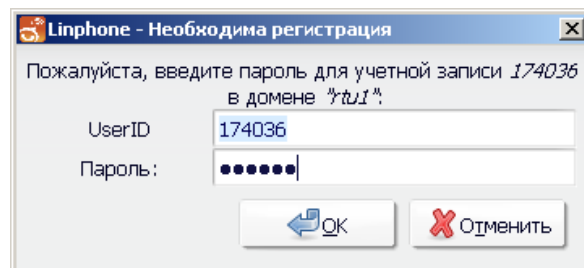 Linphone - Необходима регистрация
Пожалуйста, введите пароль для учетной записи 174036
в домене "rtu1":
UserID 174036
Пароль: ●●●●●●
OK Отменить